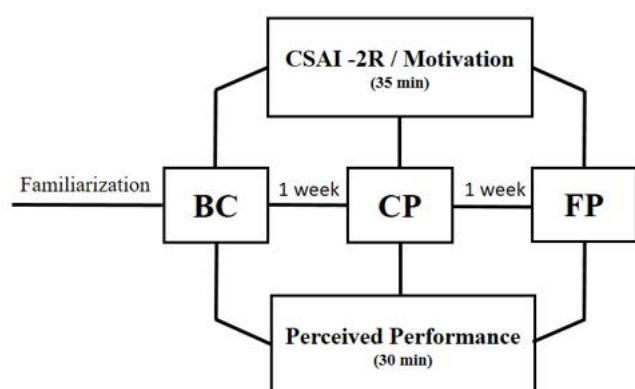 CSAI -2R / Motivation
(35 min)
Familiarization
BC
1 week
CP
1 week
FP
Perceived Performance
(30 min)